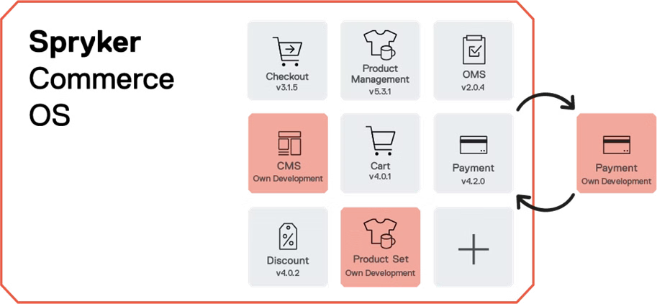 Spryker
Commerce
OS
Checkout
v3.1.5
Product
Management
v5.3.1
OMS
v2.0.4
CMS
Own Development
Cart
v4.0.1
Payment
v4.2.0
Payment
Own Development
Discount
v4.0.2
Product Set
Own Development